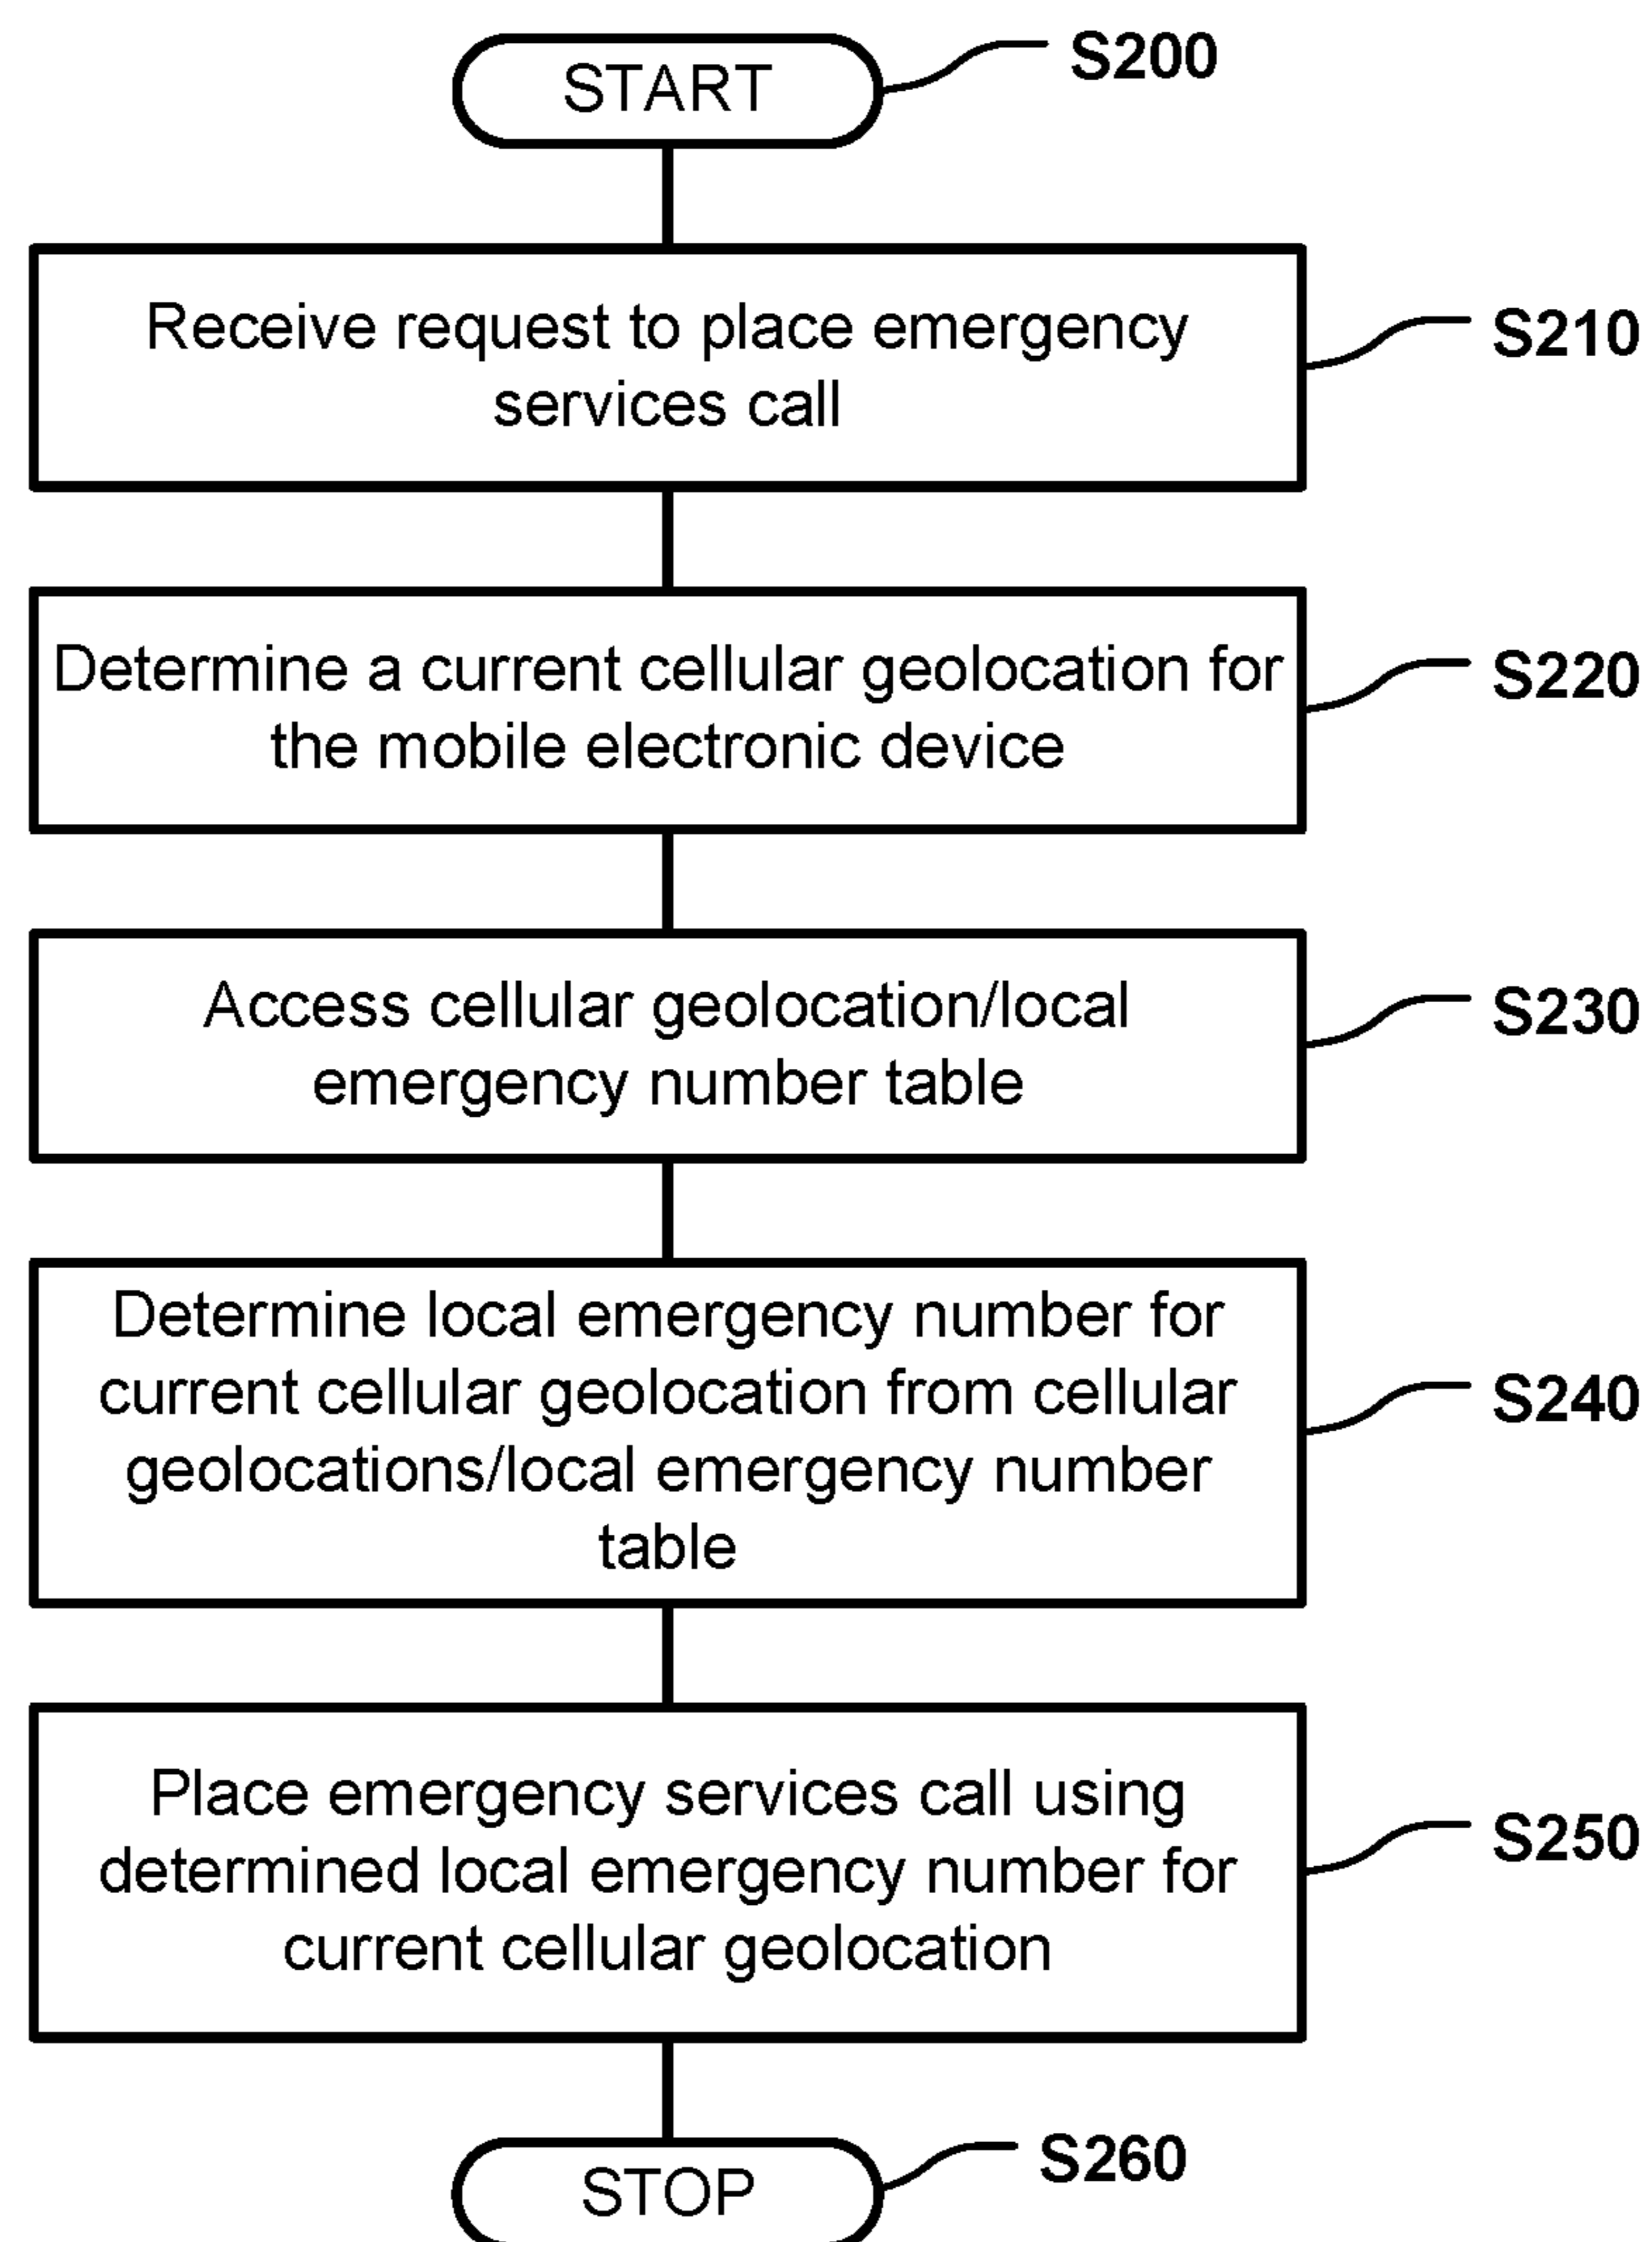 START
S200
Receive request to place emergency
services call
S210
Determine a current cellular geolocation for
the mobile electronic device
S220
Access cellular geolocation/local
emergency number table
S230
Determine local emergency number for
current cellular geolocation from cellular
geolocations/local emergency number
table
S240
Place emergency services call using
determined local emergency number for
current cellular geolocation
S250
STOP
S260